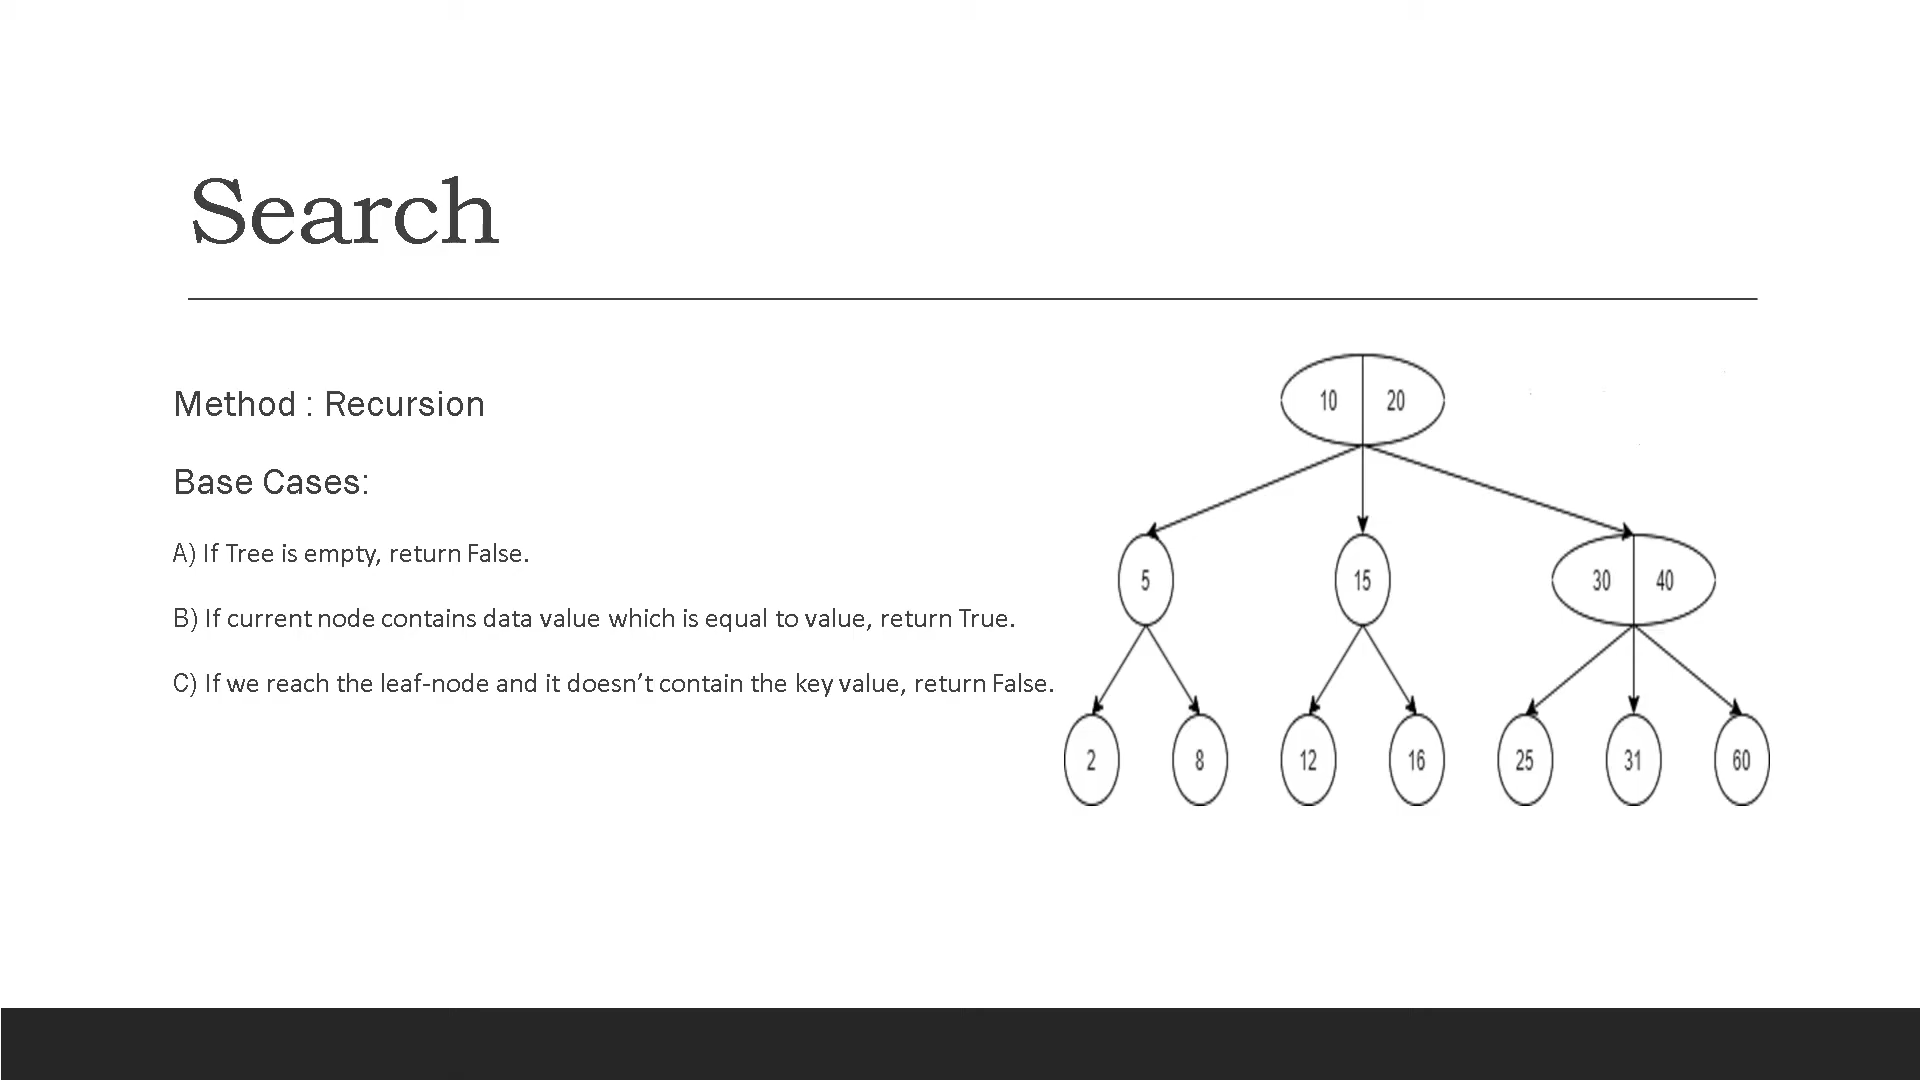 Search
Method : Recursion
Base Cases:
A) If Tree is empty, return False.
B) If current node contains data value which is equal to value, return True.
C) If we reach the leaf-node and it doesn’t contain the key value, return False.
10 20
5 15 30 40
2 8 12 16 25 31 60